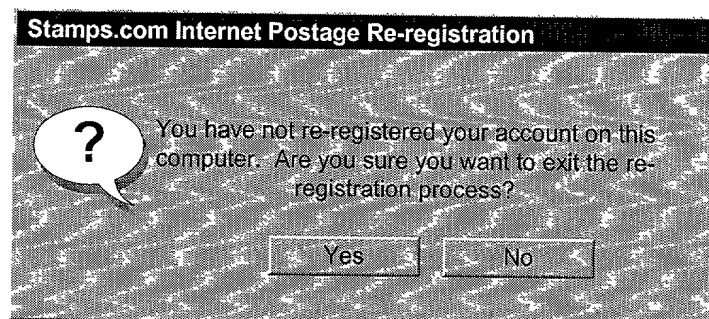 Stamps.com Internet Postage Re-registration
?
You have not re-registered your account on this
computer. Are you sure you want to exit the re-
registration process?
Yes No